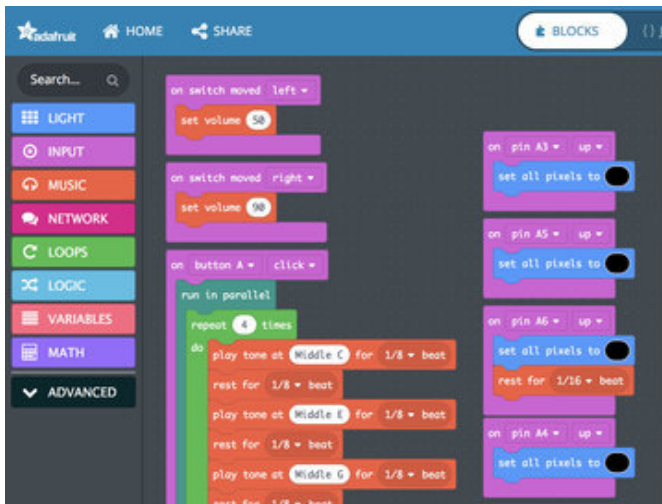 adafruit HOME SHARE BLOCKS {}
Search...
LIGHT
INPUT
MUSIC
NETWORK
LOOPS
LOGIC
VARIABLES
MATH
ADVANCED
on switch moved left
set volume 50
on switch moved right
set volume 90
on button A click
run in parallel
repeat 4 times
do play tone at Middle C for 1/8 beat
rest for 1/8 beat
play tone at Middle E for 1/8 beat
rest for 1/8 beat
play tone at Middle G for 1/8 beat
rest for 1/8 beat
on pin A3 up
set all pixels to
on pin A5 up
set all pixels to
on pin A6 up
set all pixels to
rest for 1/16 beat
on pin A4 up
set all pixels to